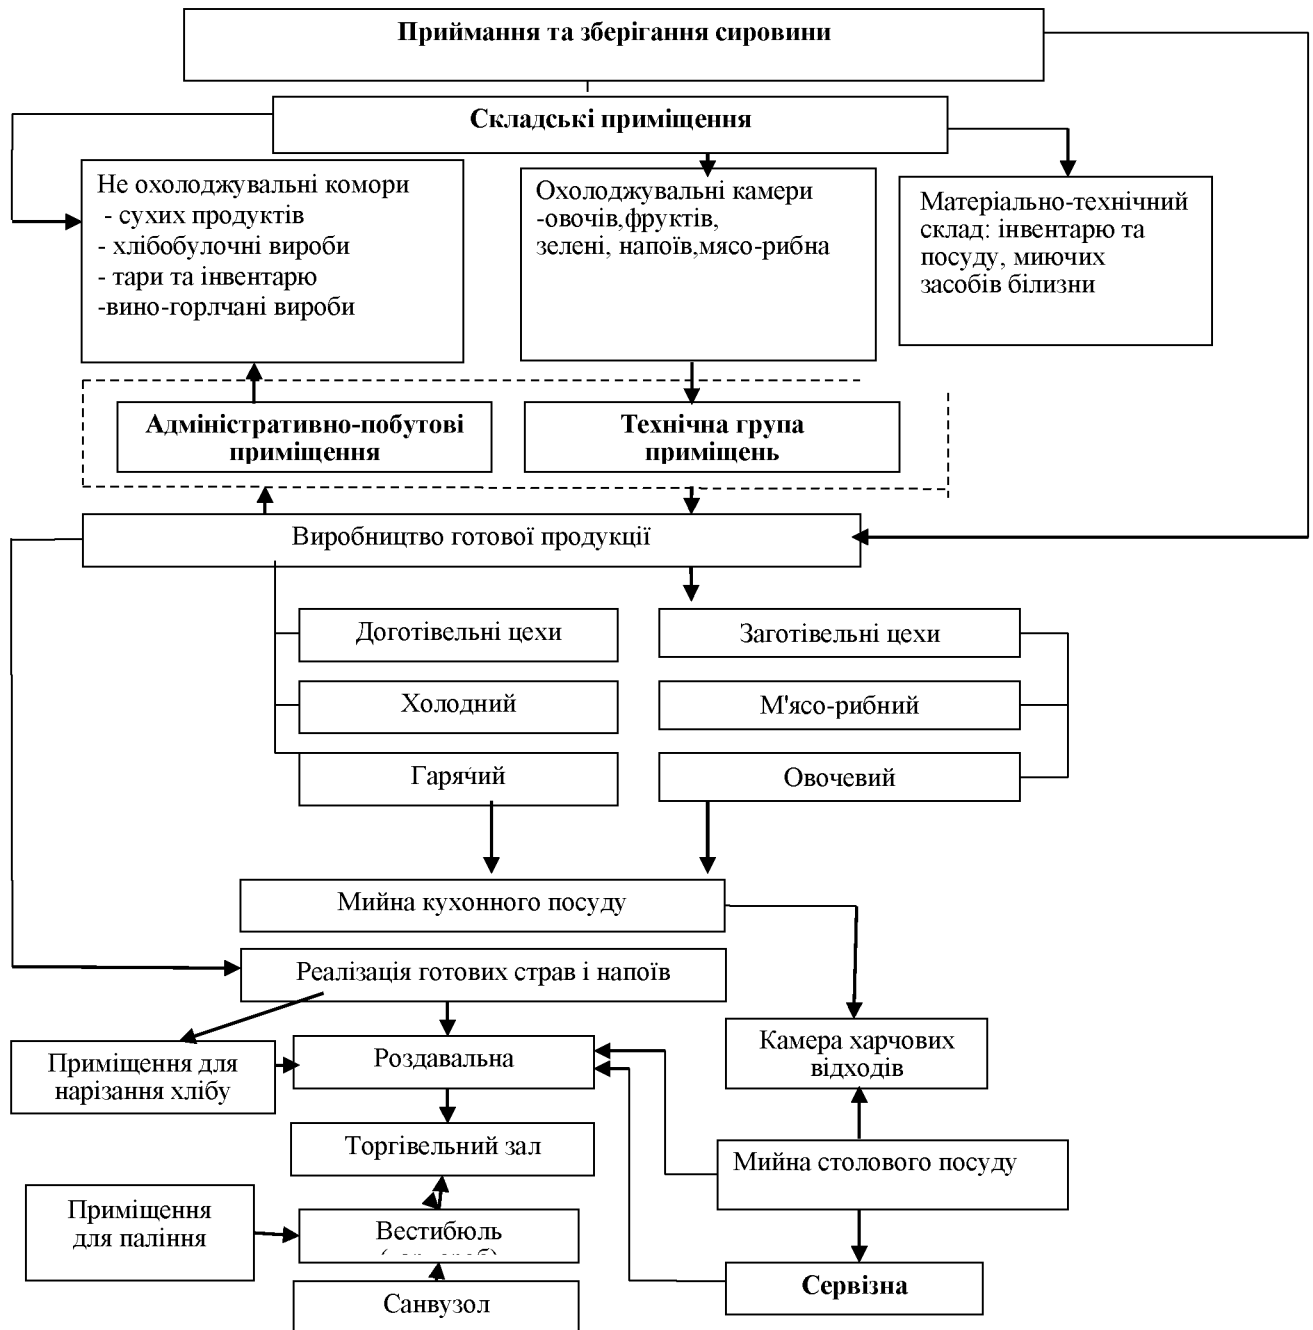 Приймання та зберігання сировини
Складські приміщення
Не охолоджувальні комори
- сухих продуктів
- хлібобулочні вироби
- тари та інвентарю
-вино-горлчані вироби
Охолоджувальні камери
-овочів,фруктів,
зелені, напоїв,мясо-рибна
Матеріально-технічний
склад: інвентарю та
посуду, миючих
засобів білизни
Адміністративно-побутові
приміщення
Технічна група
приміщень
Виробництво готової продукції
Доготівельні цехи
Заготівельні цехи
Холодний
М'ясо-рибний
Гарячий
Овочевий
Мийна кухонного посуду
Реалізація готових страв і напоїв
Приміщення для
нарізання хлібу
Роздавальна
Камера харчових
відходів
Торгівельний зал
Мийна столового посуду
Приміщення
для паління
Вестибюль
Сервізна
Санвузол